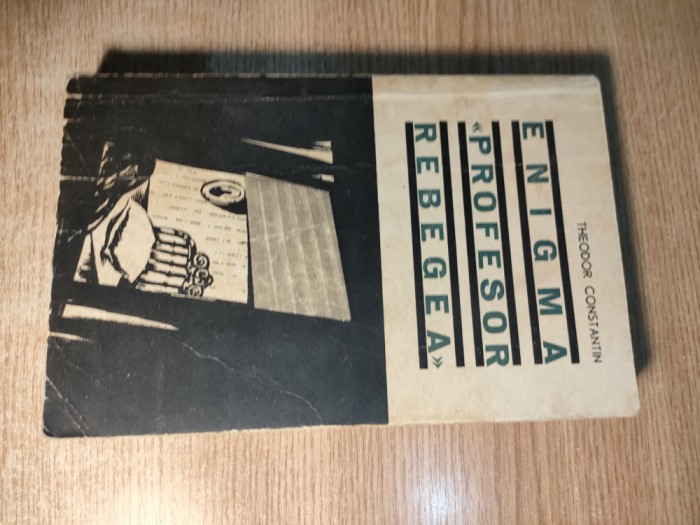 THEODOR CONSTANTIN
ENIGMA
«PROFESOR
REBEGEA»